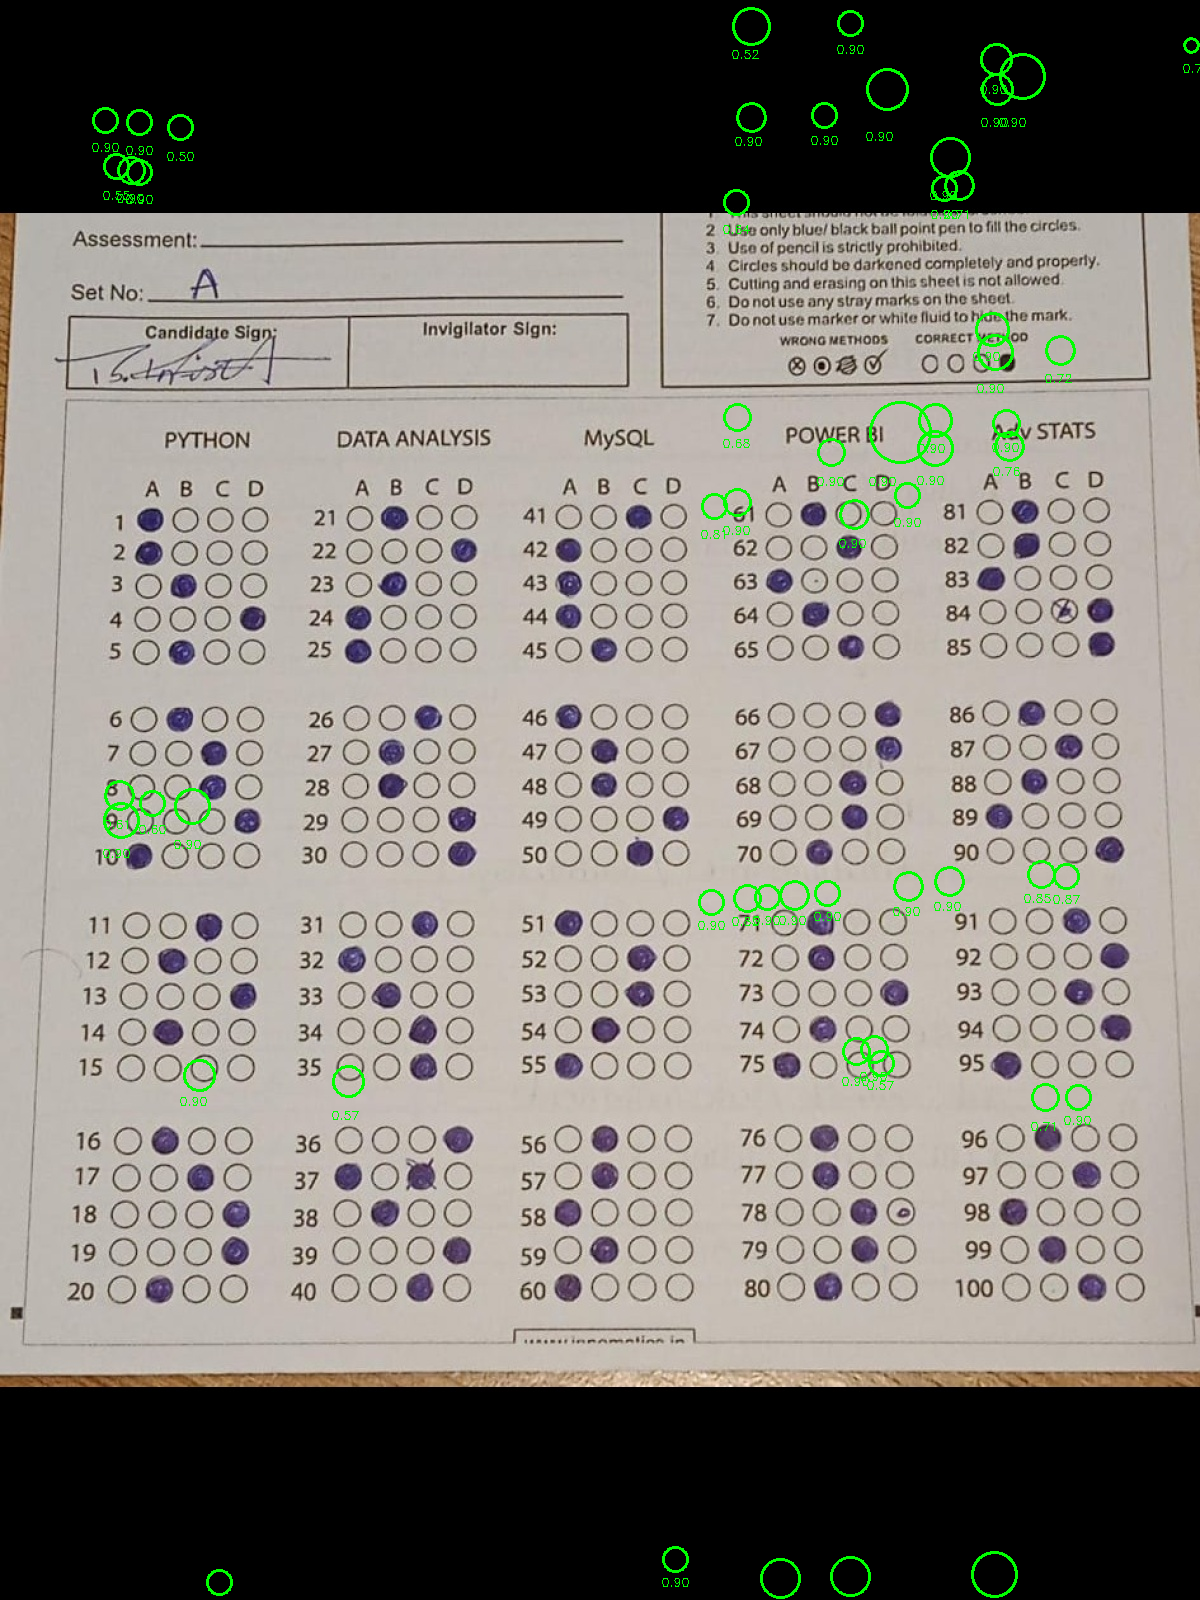 1. This sheet should not be
2 Use only blue/ black ball point pen to fill the circles.
3. Use of pencil is strictly prohibited.
4 Circles should be darkened completely and properly.
5. Cutting and erasing on this sheet is not allowed.
6. Do not use any stray marks on the sheet.
7. Do not use marker or white fluid to hide the mark.
WRONG METHODS CORRECT METHOD
Assessment:
Set No: A
Candidate Sign:
Invigilator Sign:
PYTHON DATA ANALYSIS MySQL POWER BI Adv STATS
A B C D A B C D A B C D A B C D A B C D
1 21 41 61 81
2 22 42 62 82
3 23 43 63 83
4 24 44 64 84
5 25 45 65 85
6 26 46 66 86
7 27 47 67 87
8 28 48 68 88
9 29 49 69 89
10 30 50 70 90
11 31 51 71 91
12 32 52 72 92
13 33 53 73 93
14 34 54 74 94
15 35 55 75 95
16 36 56 76 96
17 37 57 77 97
18 38 58 78 98
19 39 59 79 99
20 40 60 80 100
www.innomatics.in